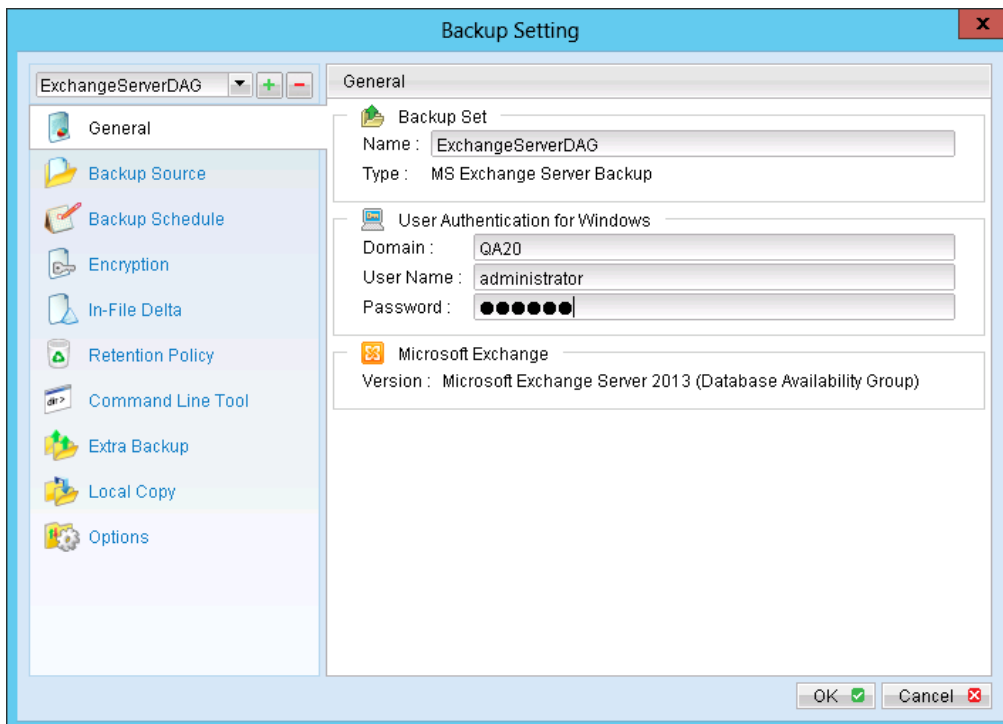 Backup Setting
x
ExchangeServerDAG
General
Backup Source
Backup Schedule
Encryption
In-File Delta
Retention Policy
dir>
Command Line Tool
Extra Backup
Local Copy
Options
General
Backup Set
Name : ExchangeServerDAG
Type : MS Exchange Server Backup
User Authentication for Windows
Domain : QA20
User Name : administrator
Password : ●●●●●●
Microsoft Exchange
Version : Microsoft Exchange Server 2013 (Database Availability Group)
OK
Cancel